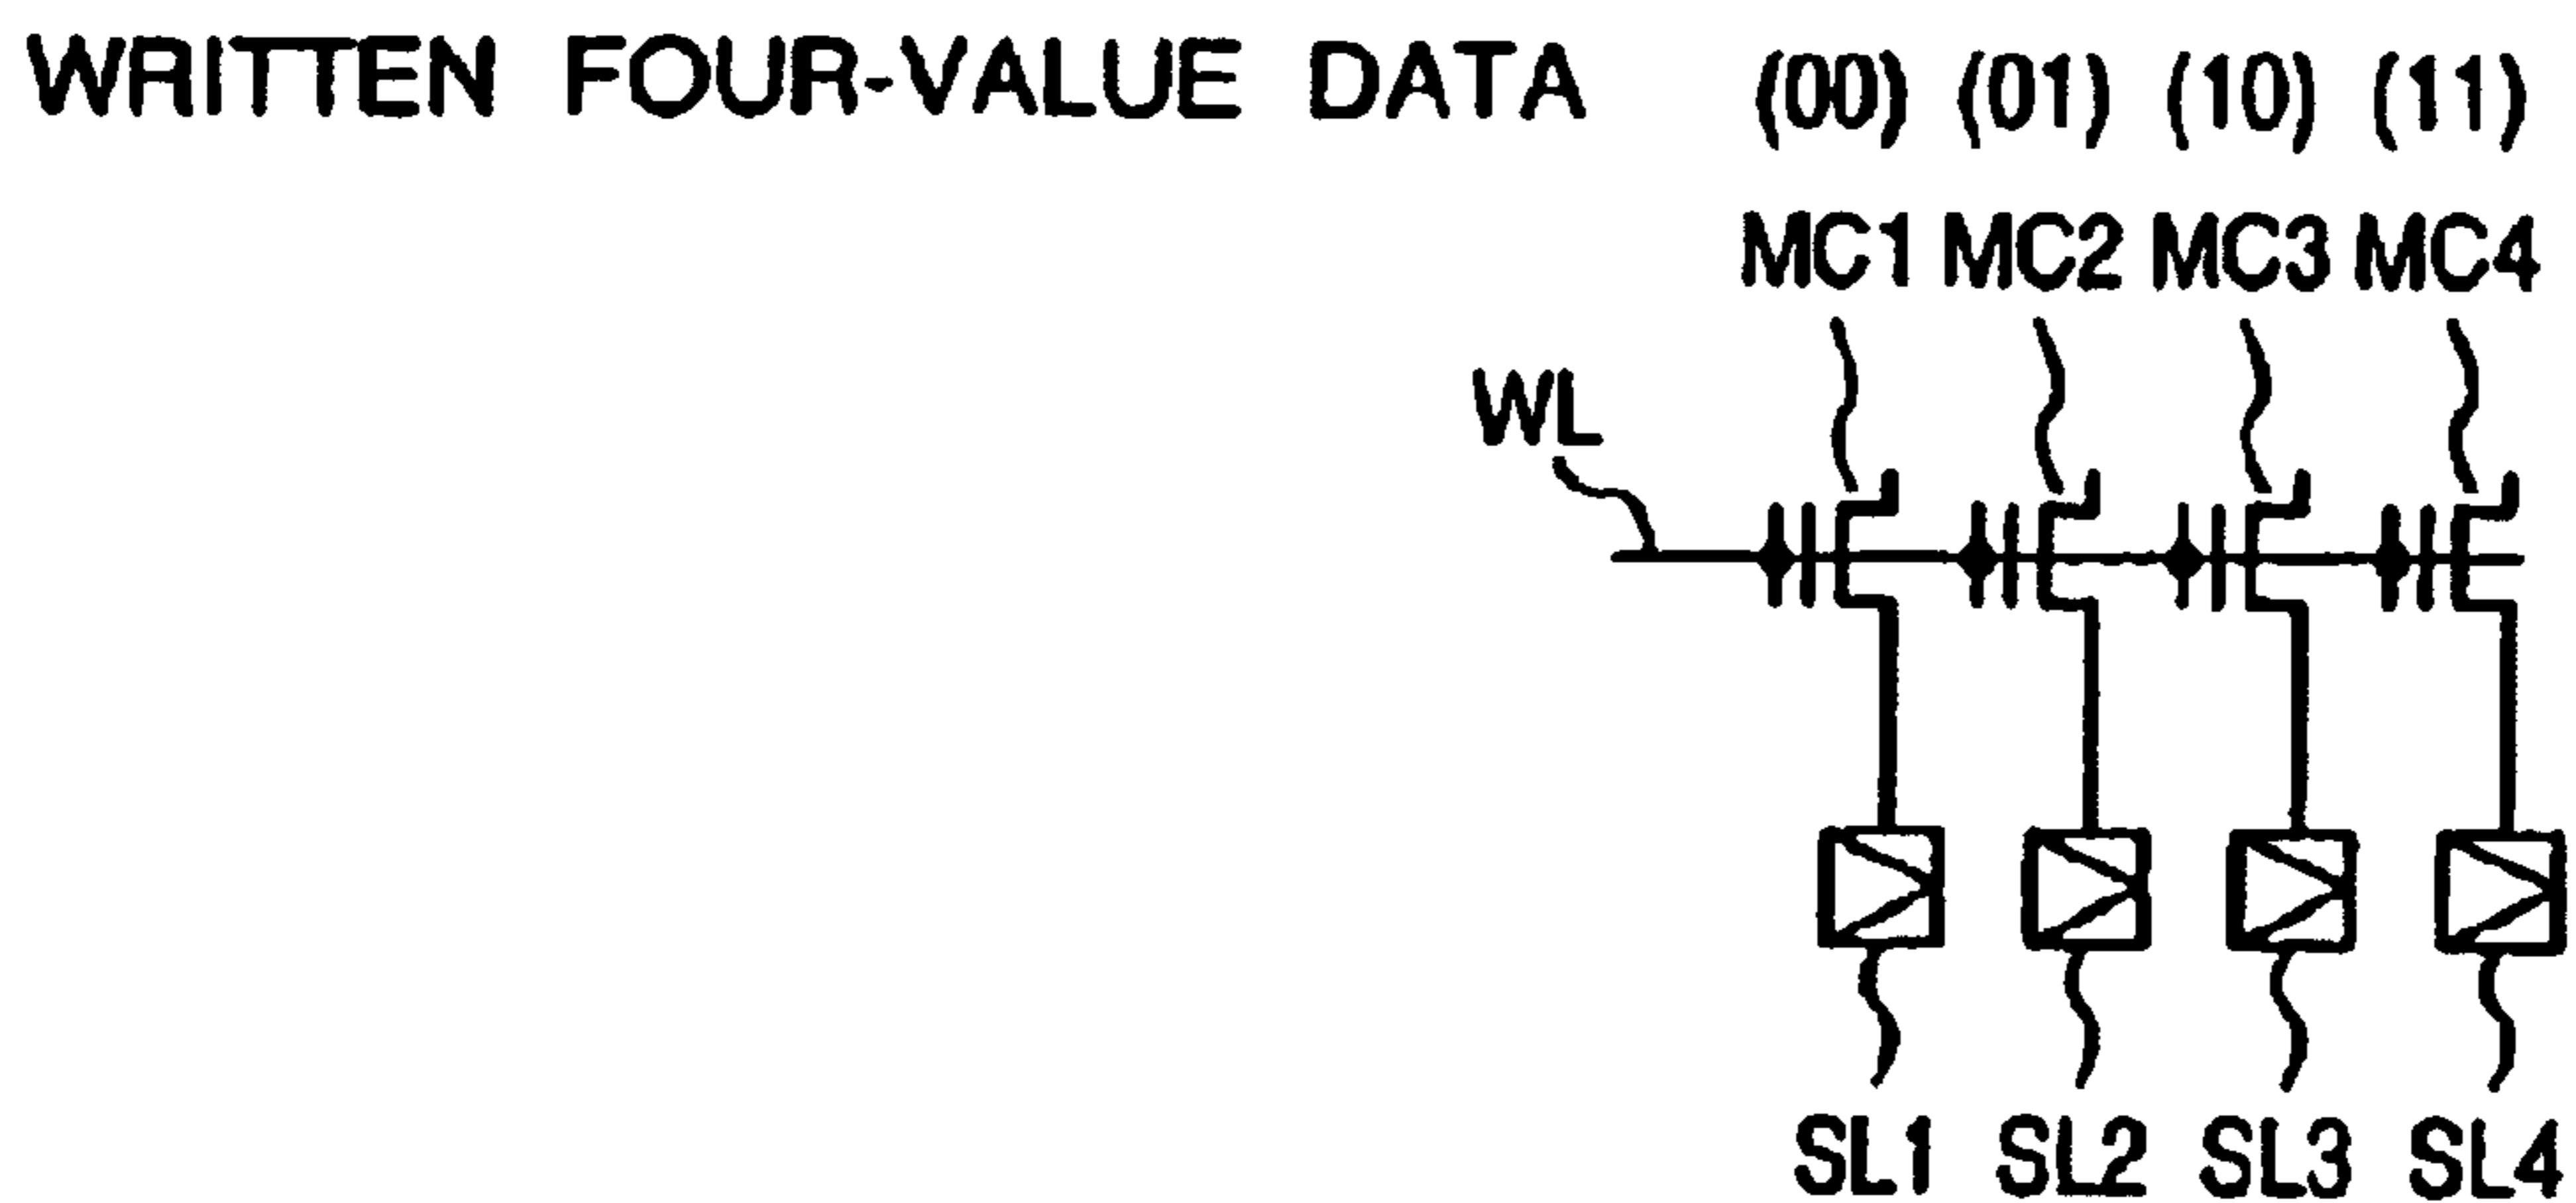 WRITTEN FOUR-VALUE DATA (00) (01) (10) (11)
MC1 MC2 MC3 MC4
WL
SL1 SL2 SL3 SL4